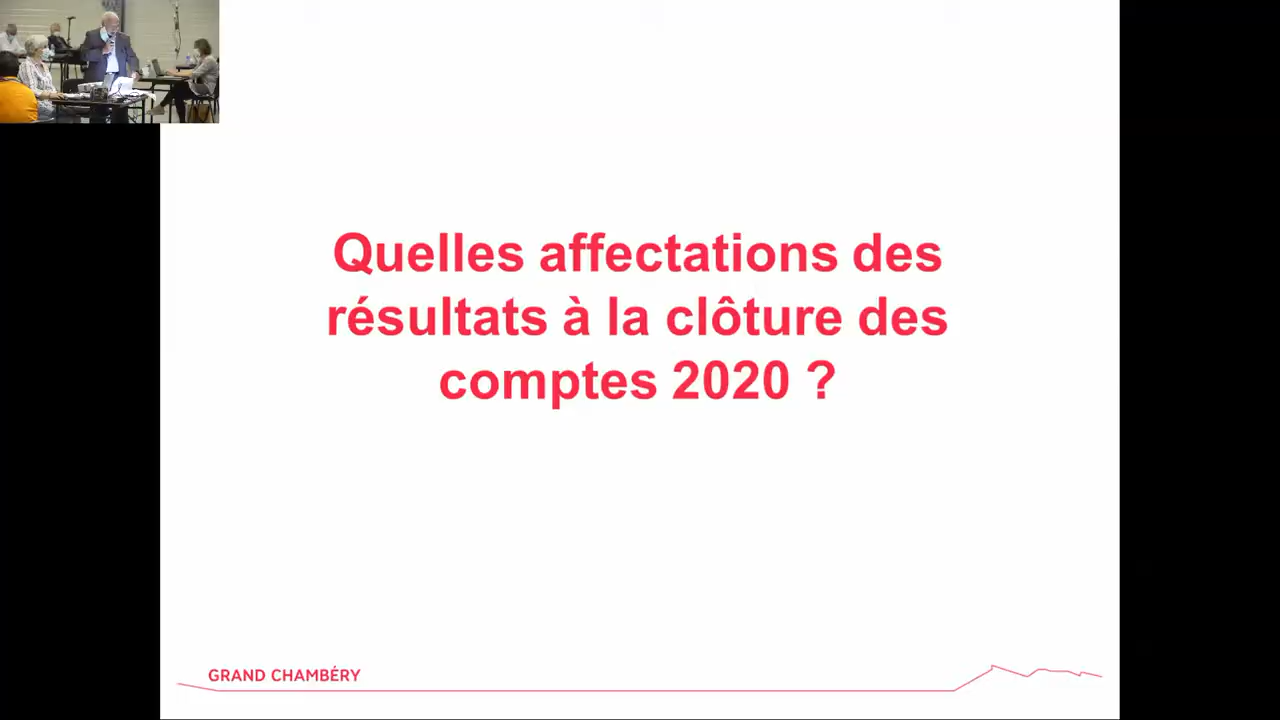 Quelles affectations des
résultats à la clôture des
comptes 2020 ?
GRAND CHAMBÉRY